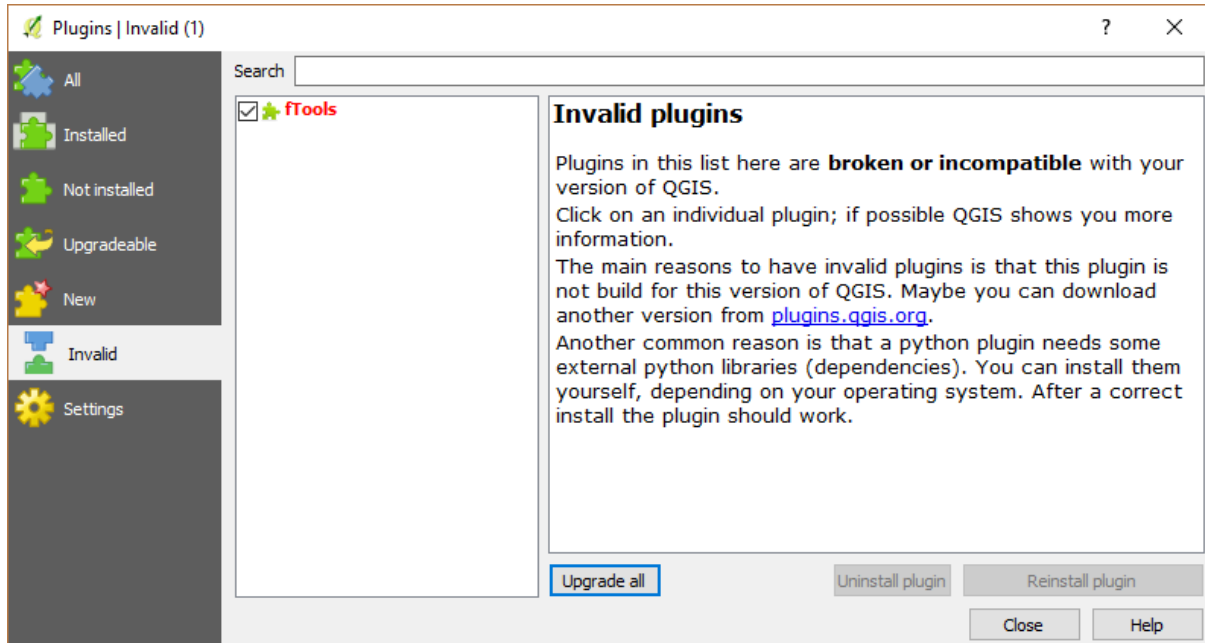 Plugins | Invalid (1)
?
All
Search
Installed
Not installed
Upgradeable
New
Invalid
Settings
fTools
Invalid plugins
Plugins in this list here are broken or incompatible with your
version of QGIS.
Click on an individual plugin; if possible QGIS shows you more
information.
The main reasons to have invalid plugins is that this plugin is
not build for this version of QGIS. Maybe you can download
another version from plugins.qgis.org.
Another common reason is that a python plugin needs some
external python libraries (dependencies). You can install them
yourself, depending on your operating system. After a correct
install the plugin should work.
Upgrade all
Uninstall plugin
Reinstall plugin
Close
Help